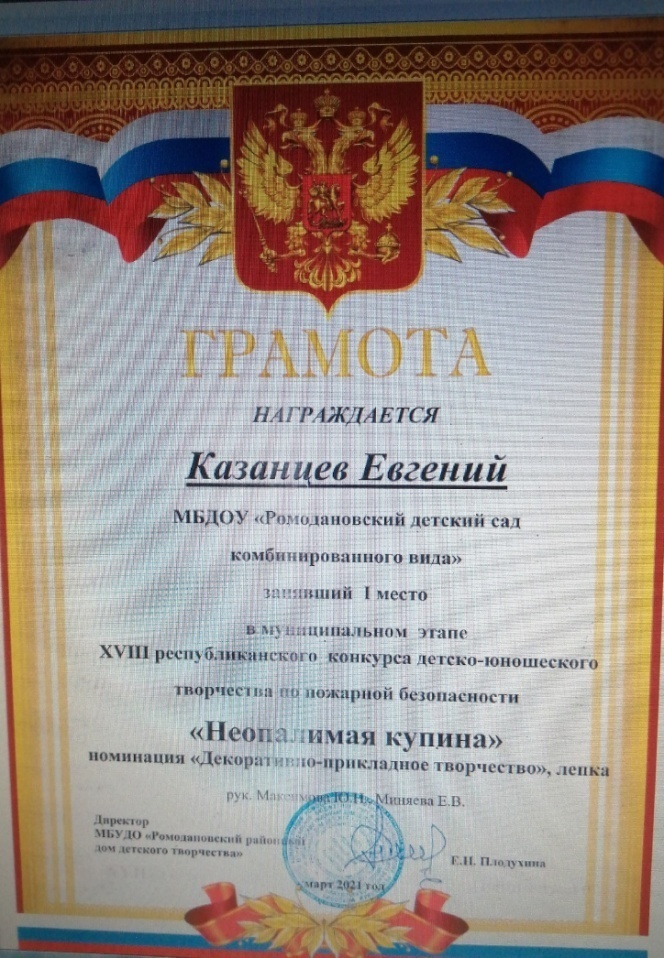 ГРАМОТА
НАГРАЖДАЕТСЯ
Казанцев Евгений
МБДОУ «Ромодановский детский сад
комбинированного вида»
занявший I место
в муниципальном этапе
XVIII республиканского конкурса детско-юношеского
творчества по пожарной безопасности
«Неопалимая купина»
номинация «Декоративно-прикладное творчество», лепка
рук. Максимова Ю.Н., Миняева Е.В.
Директор
МБУДО «Ромодановский районный
дом детского творчества»
Е.Н. Плодухина
март 2021 год